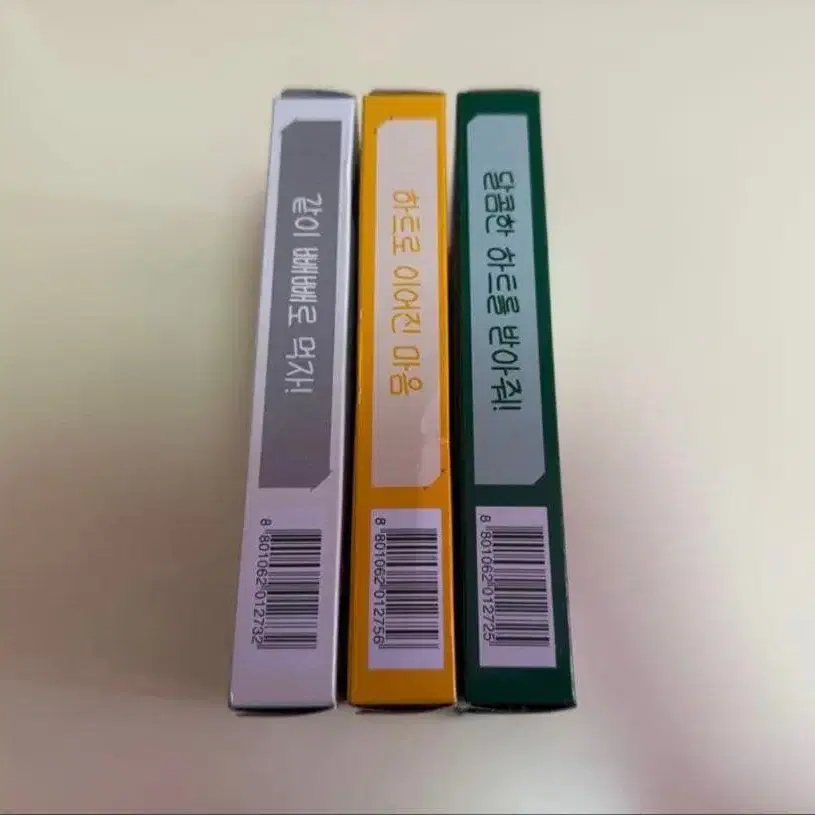 같이 빼빼로 먹자!
하트로 이어진 마음
달콤한 하트를 받아줘!
8 801062 012732
8 801062 012756
8 801062 012725